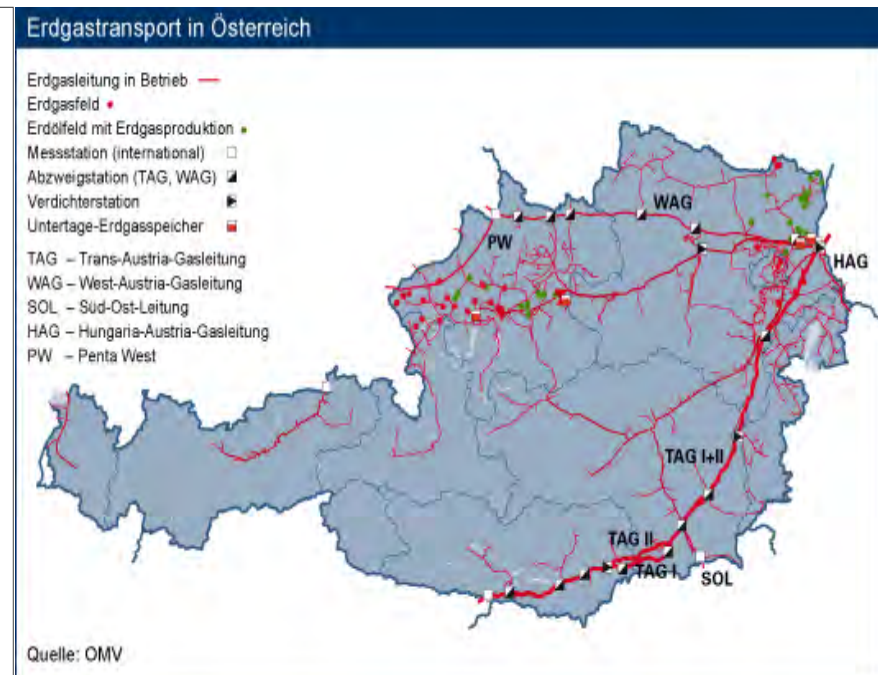 Erdgastransport in Österreich
Erdgasleitung in Betrieb
Erdgasfeld
Erdölfeld mit Erdgasproduktion
Messstation (international)
Abzweigstation (TAG, WAG)
Verdichterstation
Untertage-Erdgasspeicher
TAG – Trans-Austria-Gasleitung
WAG – West-Austria-Gasleitung
SOL – Süd-Ost-Leitung
HAG – Hungaria-Austria-Gasleitung
PW – Penta West
WAG
PW
HAG
TAG I+II
TAG II
TAG I
SOL
Quelle: OMV